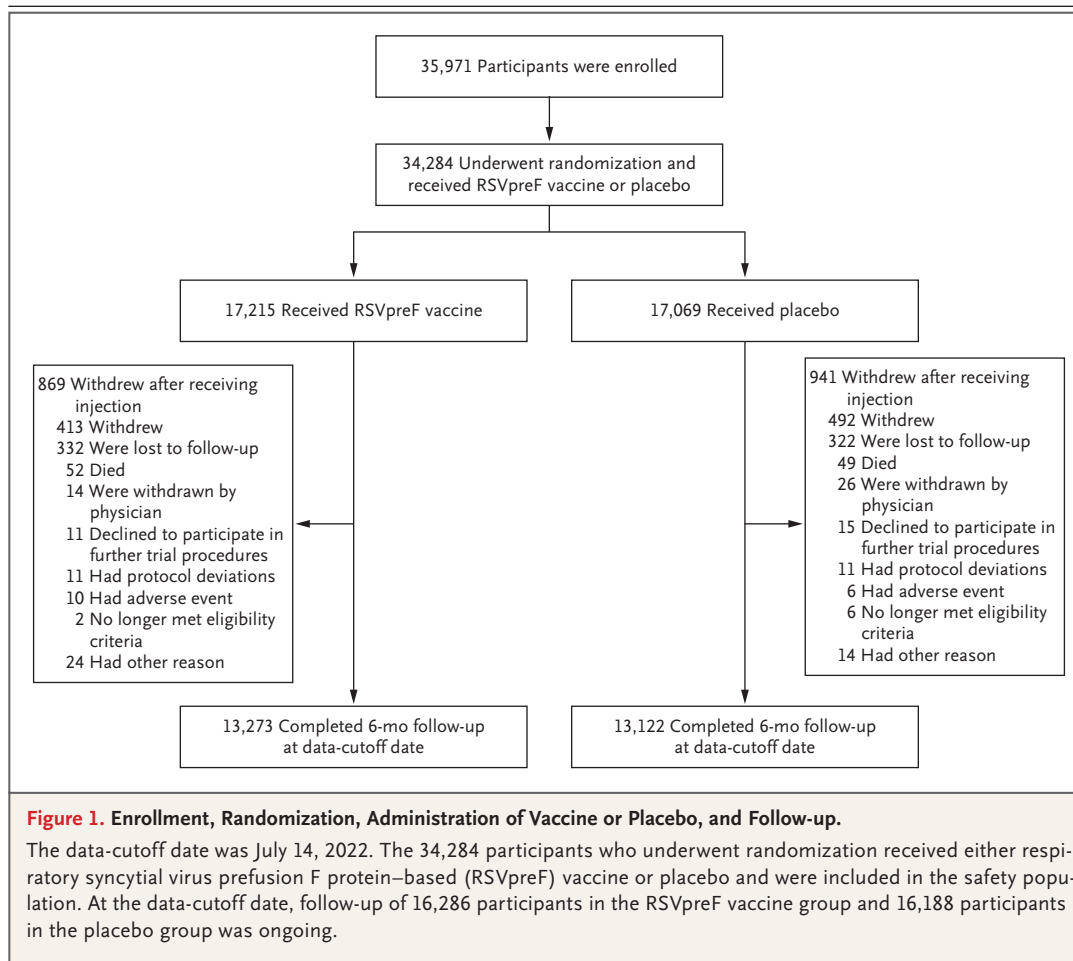 35,971 Participants were enrolled
34,284 Underwent randomization and
received RSVpreF vaccine or placebo
17,215 Received RSVpreF vaccine
17,069 Received placebo
869 Withdrew after receiving
injection
413 Withdrew
332 Were lost to follow-up
52 Died
14 Were withdrawn by
physician
11 Declined to participate in
further trial procedures
11 Had protocol deviations
10 Had adverse event
2 No longer met eligibility
criteria
24 Had other reason
941 Withdrew after receiving
injection
492 Withdrew
322 Were lost to follow-up
49 Died
26 Were withdrawn by
physician
15 Declined to participate in
further trial procedures
11 Had protocol deviations
6 Had adverse event
6 No longer met eligibility
criteria
14 Had other reason
13,273 Completed 6-mo follow-up
at data-cutoff date
13,122 Completed 6-mo follow-up
at data-cutoff date
Figure 1. Enrollment, Randomization, Administration of Vaccine or Placebo, and Follow-up.
The data-cutoff date was July 14, 2022. The 34,284 participants who underwent randomization received either respi-
ratory syncytial virus prefusion F protein–based (RSVpreF) vaccine or placebo and were included in the safety popu-
lation. At the data-cutoff date, follow-up of 16,286 participants in the RSVpreF vaccine group and 16,188 participants
in the placebo group was ongoing.